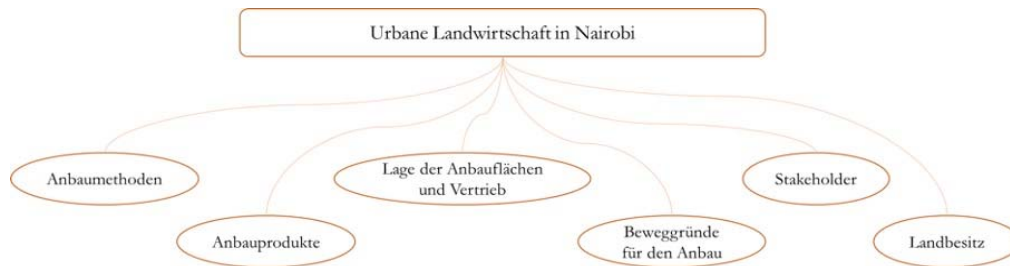 Urbane Landwirtschaft in Nairobi
Anbaumethoden
Lage der Anbauflächen
und Vertrieb
Stakeholder
Anbauprodukte
Beweggründe
für den Anbau
Landbesitz